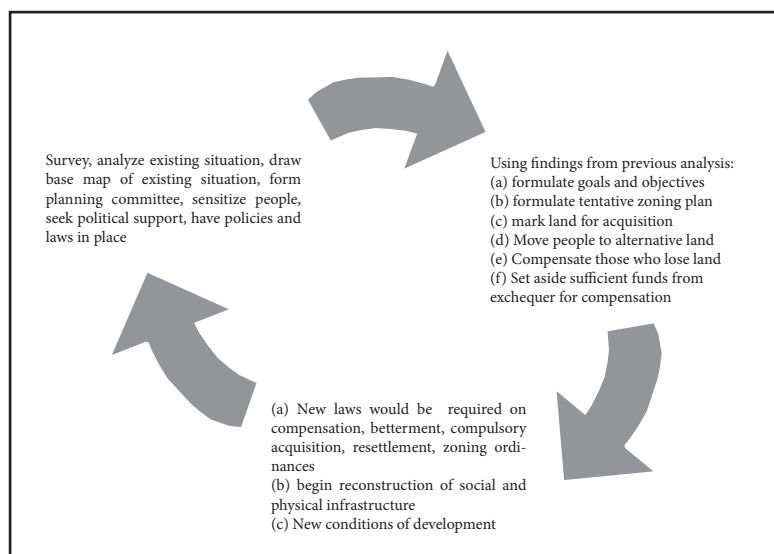 Survey, analyze existing situation, draw
base map of existing situation, form
planning committee, sensitize people,
seek political support, have policies and
laws in place
Using findings from previous analysis:
(a) formulate goals and objectives
(b) formulate tentative zoning plan
(c) mark land for acquisition
(d) Move people to alternative land
(e) Compensate those who lose land
(f) Set aside sufficient funds from
exchequer for compensation
(a) New laws would be required on
compensation, betterment, compulsory
acquisition, resettlement, zoning ordi-
nances
(b) begin reconstruction of social and
physical infrastructure
(c) New conditions of development